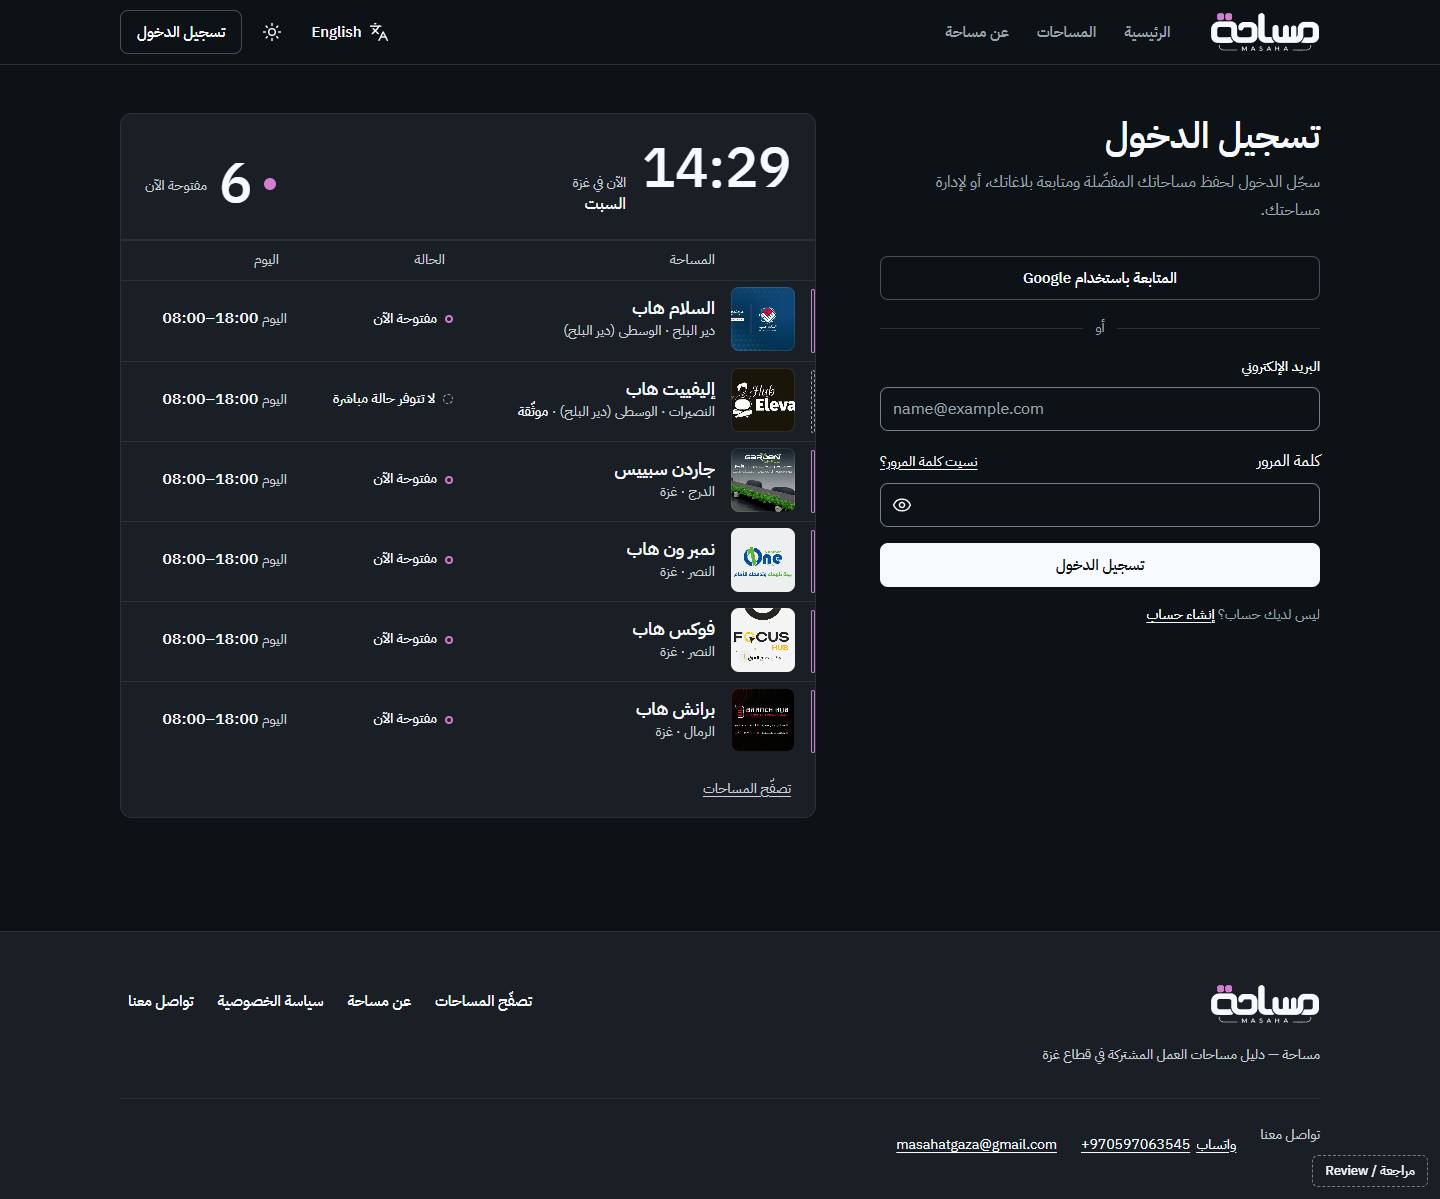 مساحة
MASAHA
الرئيسية
المساحات
عن مساحة
English
تسجيل الدخول
تسجيل الدخول
سجّل الدخول لحفظ مساحاتك المفضّلة ومتابعة بلاغاتك، أو لإدارة
مساحتك.
المتابعة باستخدام Google
أو
البريد الإلكتروني
name@example.com
كلمة المرور
نسيت كلمة المرور؟
تسجيل الدخول
ليس لديك حساب؟ إنشاء حساب
14:29
الآن في غزة
السبت
6
مفتوحة الآن
المساحة
الحالة
اليوم
السلام هاب
دير البلح · الوسطى (دير البلح)
مفتوحة الآن
اليوم 08:00–18:00
Hub
Eleva
إليفييت هاب
النصيرات · الوسطى (دير البلح) · موثّقة
لا تتوفر حالة مباشرة
اليوم 08:00–18:00
GARDEN
جاردن سبييس
الدرج · غزة
مفتوحة الآن
اليوم 08:00–18:00
One
نمبر ون هاب
النصر · غزة
مفتوحة الآن
اليوم 08:00–18:00
FOCUS
HUB
فوكس هاب
النصر · غزة
مفتوحة الآن
اليوم 08:00–18:00
BRANCH HUB
برانش هاب
الرمال · غزة
مفتوحة الآن
اليوم 08:00–18:00
تصفّح المساحات
مساحة
MASAHA
مساحة — دليل مساحات العمل المشتركة في قطاع غزة
تصفّح المساحات
عن مساحة
سياسة الخصوصية
تواصل معنا
تواصل معنا
واتساب +970597063545
masahatgaza@gmail.com
مراجعة / Review